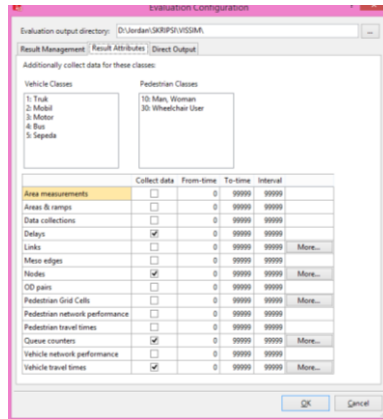 Evaluation Configuration
Evaluation output directory: D:\Jordan\SKRIPSI\VISSIM\ ...
Result Management Result Attributes Direct Output
Additionally collect data for these classes:
Vehicle Classes Pedestrian Classes
1: Truk 10: Man, Woman
2: Mobil 30: Wheelchair User
3: Motor
4: Bus
5: Sepeda
Collect data From-time To-time Interval
Area measurements 0 99999 99999
Areas & ramps 0 99999 99999
Data collections 0 99999 99999
Delays 0 99999 99999
Links 0 99999 99999 More...
Meso edges 0 99999 99999
Nodes 0 99999 99999 More...
OD pairs 0 99999 99999
Pedestrian Grid Cells 0 99999 99999 More...
Pedestrian network performance 0 99999 99999
Pedestrian travel times 0 99999 99999
Queue counters 0 99999 99999 More...
Vehicle network performance 0 99999 99999
Vehicle travel times 0 99999 99999 More...
OK Cancel